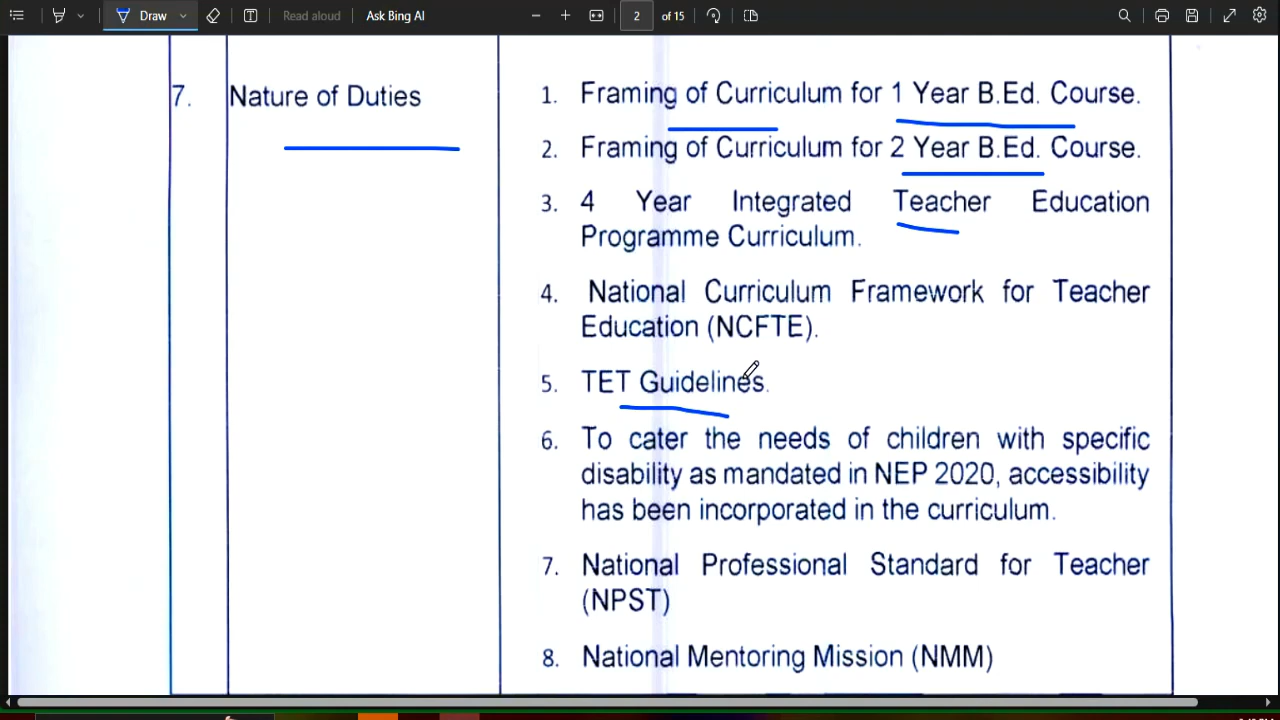 Draw
Read aloud
Ask Bing AI
2
of 15
7. Nature of Duties
1. Framing of Curriculum for 1 Year B.Ed. Course.
2. Framing of Curriculum for 2 Year B.Ed. Course.
3. 4 Year Integrated Teacher Education
Programme Curriculum.
4. National Curriculum Framework for Teacher
Education (NCFTE).
5. TET Guidelines.
6. To cater the needs of children with specific
disability as mandated in NEP 2020, accessibility
has been incorporated in the curriculum.
7. National Professional Standard for Teacher
(NPST)
8. National Mentoring Mission (NMM)